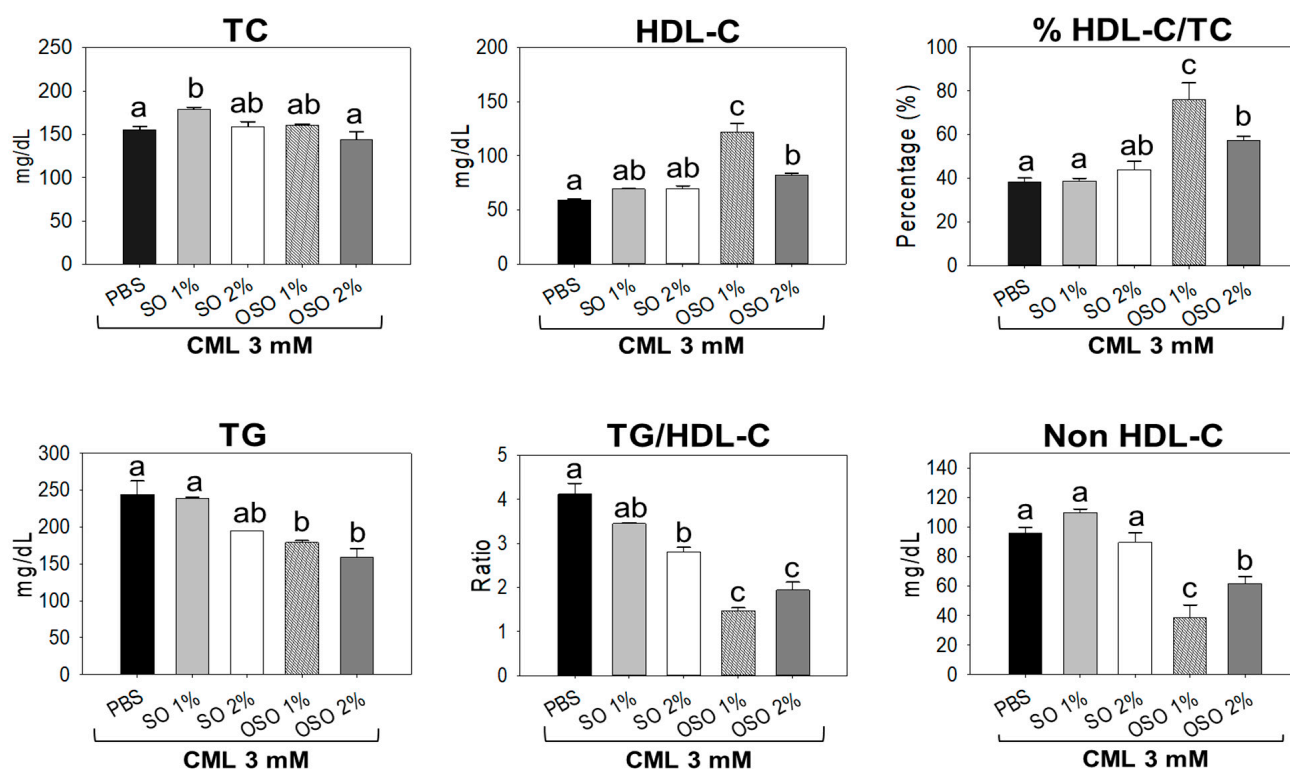 TC
250
200
150
100
50
0
mg/dL
a
b
ab
ab
a
PBS
SO 1%
SO 2%
OSO 1%
OSO 2%
CML 3 mM
HDL-C
200
150
100
50
0
mg/dL
a
ab
ab
c
b
PBS
SO 1%
SO 2%
OSO 1%
OSO 2%
CML 3 mM
% HDL-C/TC
100
80
60
40
20
0
Percentage (%)
a
a
ab
c
b
PBS
SO 1%
SO 2%
OSO 1%
OSO 2%
CML 3 mM
TG
300
250
200
150
100
50
0
mg/dL
a
a
ab
b
b
PBS
SO 1%
SO 2%
OSO 1%
OSO 2%
CML 3 mM
TG/HDL-C
5
4
3
2
1
0
Ratio
a
ab
b
c
c
PBS
SO 1%
SO 2%
OSO 1%
OSO 2%
CML 3 mM
Non HDL-C
140
120
100
80
60
40
20
0
mg/dL
a
a
a
c
b
PBS
SO 1%
SO 2%
OSO 1%
OSO 2%
CML 3 mM